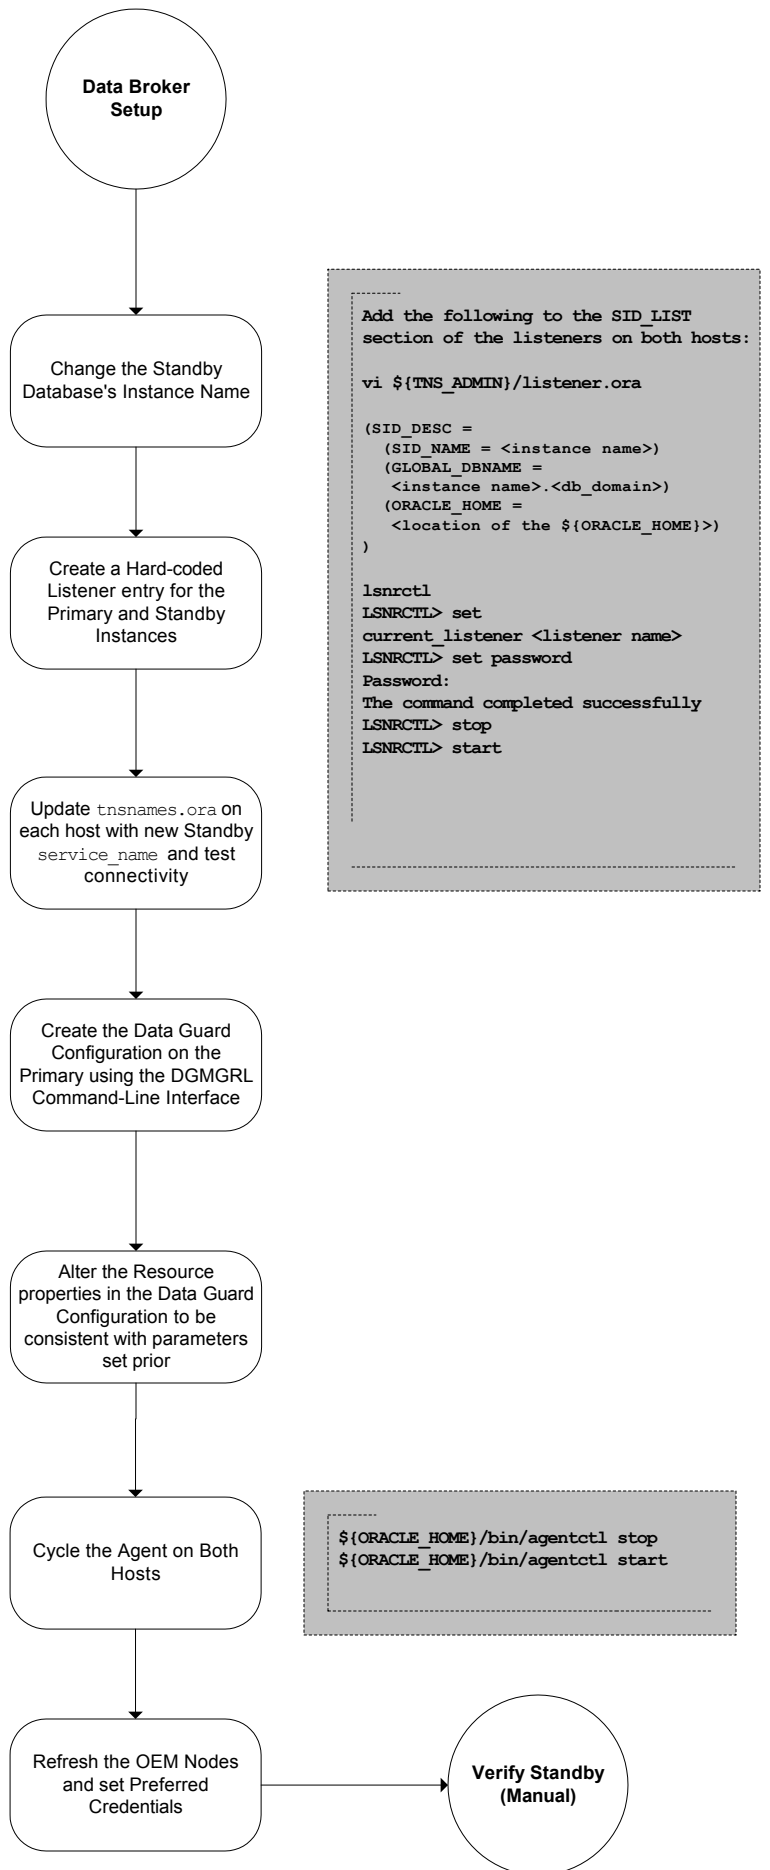 Data Broker
Setup
Change the Standby
Database's Instance Name
Create a Hard-coded
Listener entry for the
Primary and Standby
Instances
Update tnsnames.ora on
each host with new Standby
service_name and test
connectivity
Create the Data Guard
Configuration on the
Primary using the DGMGRL
Command-Line Interface
Alter the Resource
properties in the Data Guard
Configuration to be
consistent with parameters
set prior
Cycle the Agent on Both
Hosts
Refresh the OEM Nodes
and set Preferred
Credentials
Verify Standby
(Manual)
Add the following to the SID_LIST
section of the listeners on both hosts:
vi ${TNS_ADMIN}/listener.ora
(SID_DESC =
(SID_NAME = <instance name>)
(GLOBAL_DBNAME =
<instance name>.<db_domain>)
(ORACLE_HOME =
<location of the ${ORACLE_HOME}>)
)
lsnrctl
LSNRCTL> set
current_listener <listener name>
LSNRCTL> set password
Password:
The command completed successfully
LSNRCTL> stop
LSNRCTL> start
${ORACLE_HOME}/bin/agentctl stop
${ORACLE_HOME}/bin/agentctl start